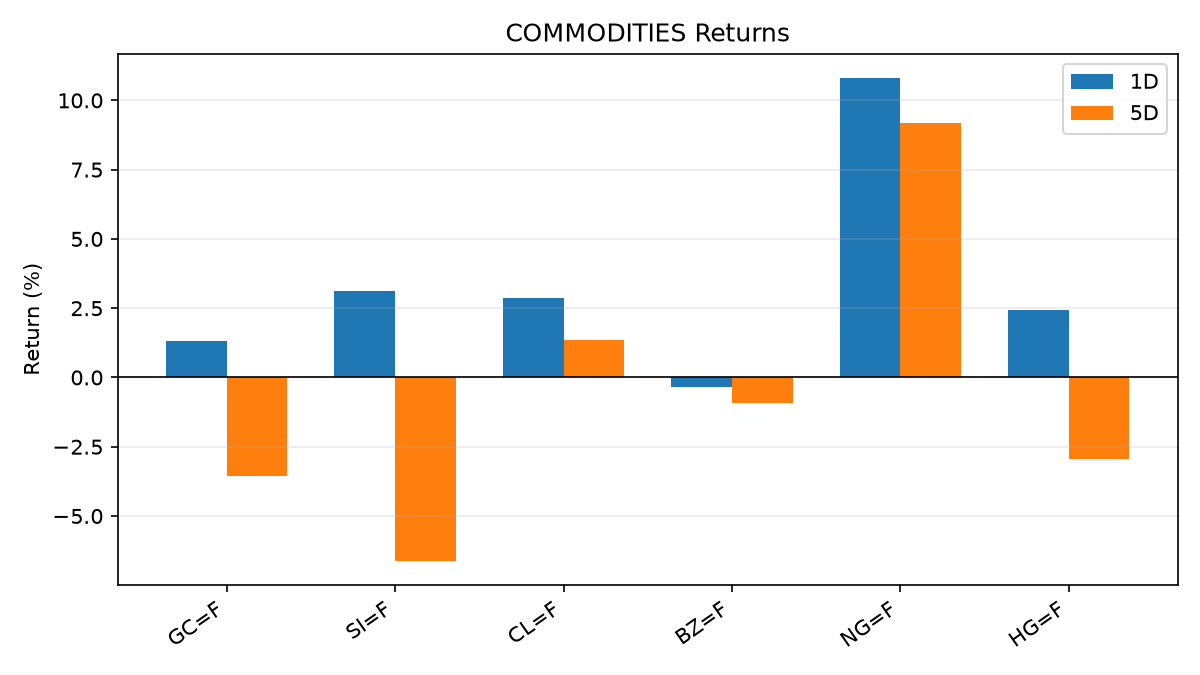 COMMODITIES Returns
1D
5D
Return (%)
10.0
7.5
5.0
2.5
0.0
−2.5
−5.0
GC=F
SI=F
CL=F
BZ=F
NG=F
HG=F